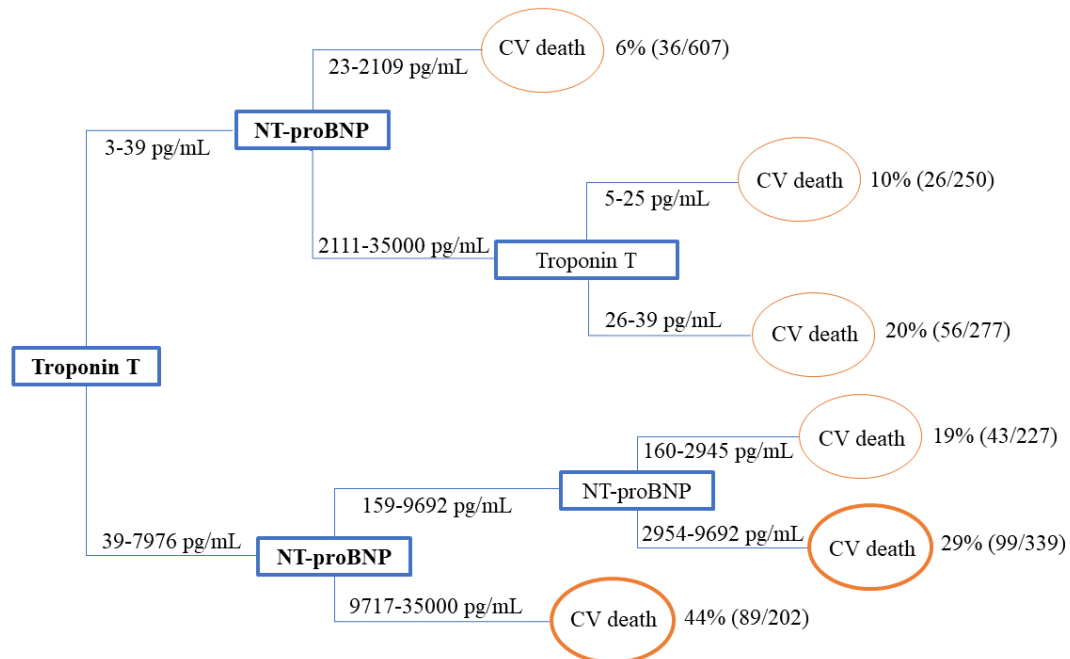 CV death
6% (36/607)
23-2109 pg/mL
NT-proBNP
3-39 pg/mL
CV death
10% (26/250)
5-25 pg/mL
2111-35000 pg/mL
Troponin T
26-39 pg/mL
CV death
20% (56/277)
Troponin T
CV death
19% (43/227)
160-2945 pg/mL
NT-proBNP
159-9692 pg/mL
2954-9692 pg/mL
CV death
29% (99/339)
39-7976 pg/mL
NT-proBNP
9717-35000 pg/mL
CV death
44% (89/202)